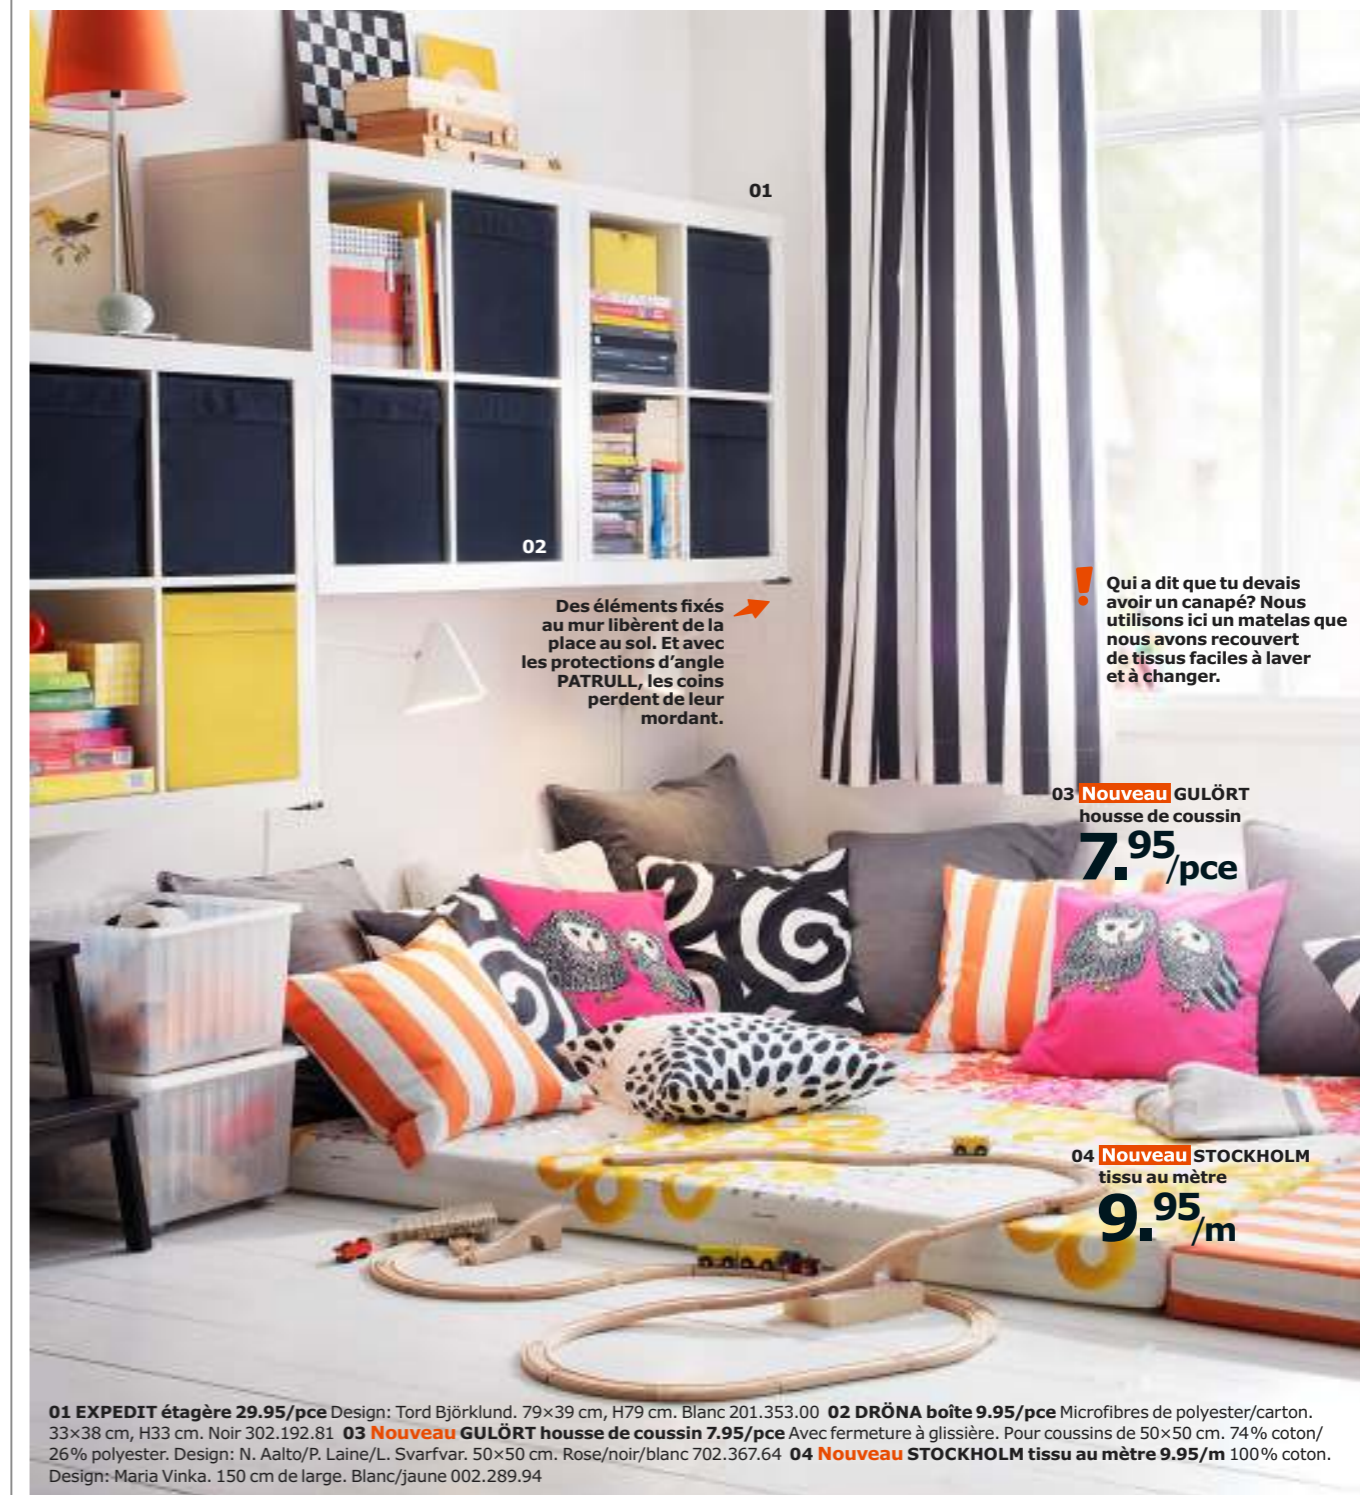 01
02
Des éléments fixés
au mur libèrent de la
place au sol. Et avec
les protections d'angle
PATRULL, les coins
perdent de leur
mordant.
! Qui a dit que tu devais
avoir un canapé? Nous
utilisons ici un matelas que
nous avons recouvert
de tissus faciles à laver
et à changer.
03 Nouveau GULÖRT
housse de coussin
7.95/pce
04 Nouveau STOCKHOLM
tissu au mètre
9.95/m
01 EXPEDIT étagère 29.95/pce Design: Tord Björklund. 79×39 cm, H79 cm. Blanc 201.353.00 02 DRÖNA boîte 9.95/pce Microfibres de polyester/carton.
33×38 cm, H33 cm. Noir 302.192.81 03 Nouveau GULÖRT housse de coussin 7.95/pce Avec fermeture à glissière. Pour coussins de 50×50 cm. 74% coton/
26% polyester. Design: N. Aalto/P. Laine/L. Svarfvar. 50×50 cm. Rose/noir/blanc 702.367.64 04 Nouveau STOCKHOLM tissu au mètre 9.95/m 100% coton.
Design: Maria Vinka. 150 cm de large. Blanc/jaune 002.289.94